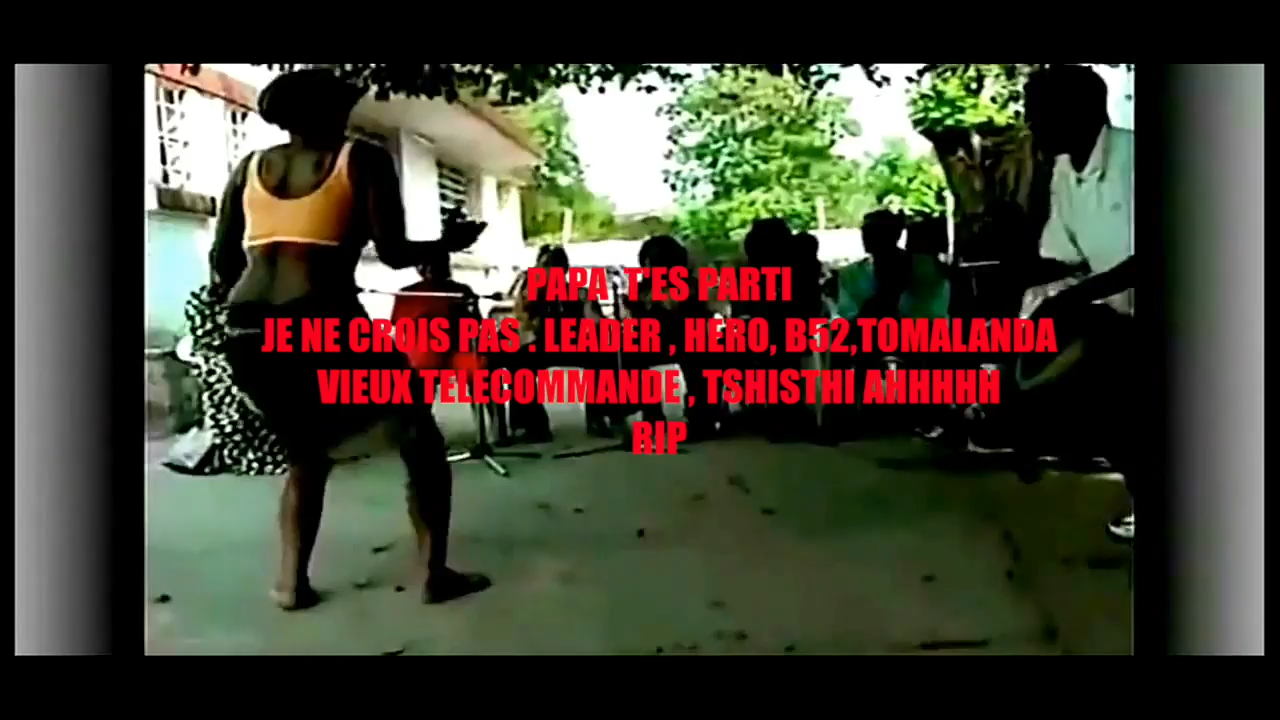 PAPA T'ES PARTI
JE NE CROIS PAS . LEADER , HERO, B52,TOMALANDA
VIEUX TELECOMMANDE , TSHISTHI AHHHHH
RIP